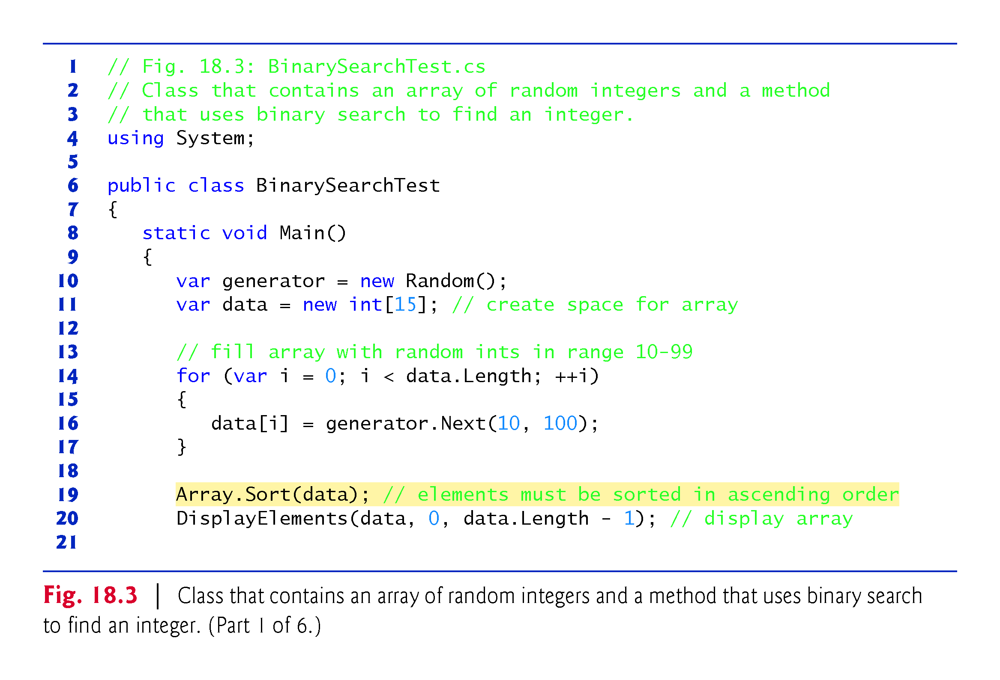 1 // Fig. 18.3: BinarySearchTest.cs
2 // Class that contains an array of random integers and a method
3 // that uses binary search to find an integer.
4 using System;
5
6 public class BinarySearchTest
7 {
8    static void Main()
9    {
10       var generator = new Random();
11       var data = new int[15]; // create space for array
12
13       // fill array with random ints in range 10-99
14       for (var i = 0; i < data.Length; ++i)
15       {
16          data[i] = generator.Next(10, 100);
17       }
18
19       Array.Sort(data); // elements must be sorted in ascending order
20       DisplayElements(data, 0, data.Length - 1); // display array
21
Fig. 18.3 | Class that contains an array of random integers and a method that uses binary search
to find an integer. (Part 1 of 6.)